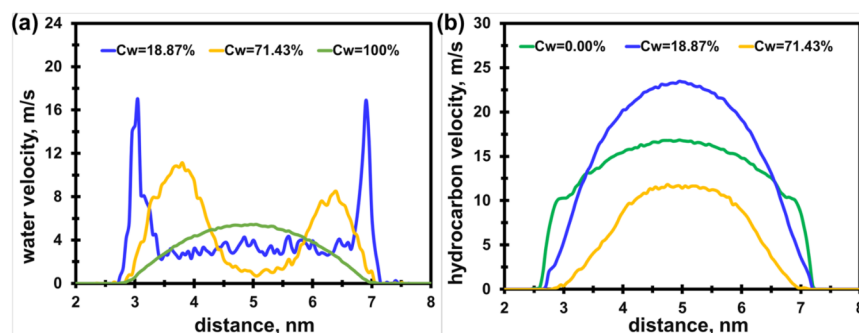 (a)
Cw=18.87% Cw=71.43% Cw=100%
water velocity, m/s
24
20
16
12
8
4
0
2 3 4 5 6 7 8
distance, nm
(b)
Cw=0.00% Cw=18.87% Cw=71.43%
hydrocarbon velocity, m/s
30
25
20
15
10
5
0
2 3 4 5 6 7 8
distance, nm